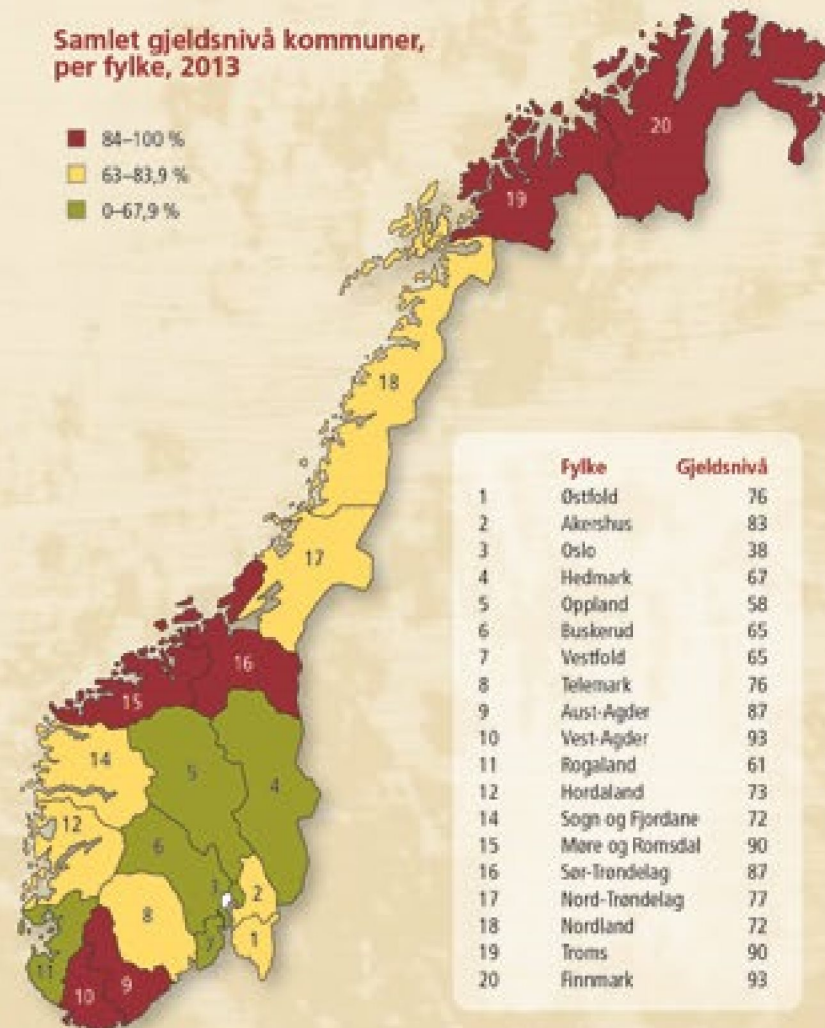 Samlet gjeldsnivå kommuner,
per fylke, 2013
84–100 %
63–83,9 %
0–67,9 %
20
19
18
17
16
15
14
5
4
12
6
3
2
8
7
1
11
9
10
Fylke Gjeldsnivå
1 Østfold 76
2 Akershus 83
3 Oslo 38
4 Hedmark 67
5 Oppland 58
6 Buskerud 65
7 Vestfold 65
8 Telemark 76
9 Aust-Agder 87
10 Vest-Agder 93
11 Rogaland 61
12 Hordaland 73
14 Sogn og Fjordane 72
15 Møre og Romsdal 90
16 Sør-Trøndelag 87
17 Nord-Trøndelag 77
18 Nordland 72
19 Troms 90
20 Finnmark 93